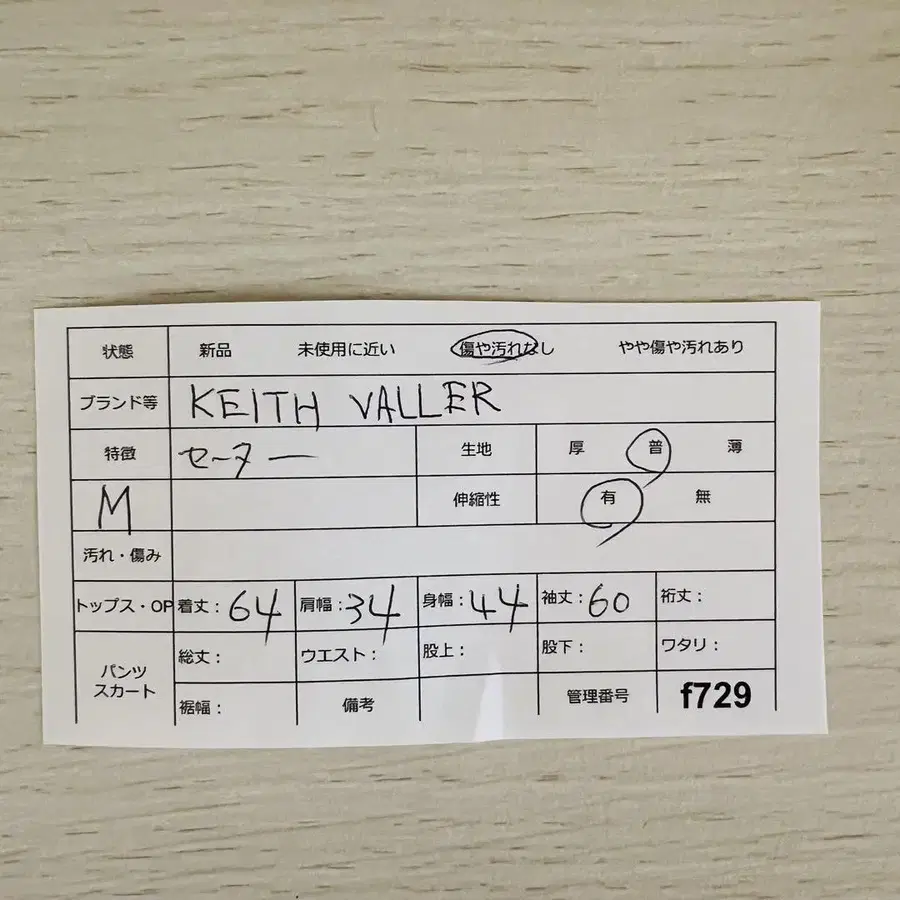 状態 新品 未使用に近い 傷や汚れなし やや傷や汚れあり
ブランド等 KEITH VALLER
特徴 セーター 生地 厚 普 薄
M 伸縮性 有 無
汚れ・傷み
トップス・OP 着丈：64 肩幅：34 身幅：44 袖丈：60 裄丈：
パンツ スカート 総丈： ウエスト： 股上： 股下： ワタリ：
裾幅： 備考 管理番号 f729